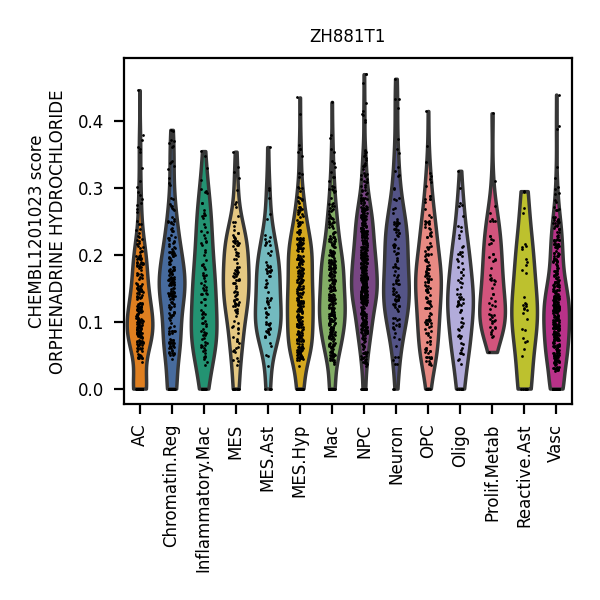 ZH881T1
CHEMBL1201023 score
ORPHENADRINE HYDROCHLORIDE
0.4
0.3
0.2
0.1
0.0
AC
Chromatin.Reg
Inflammatory.Mac
MES
MES.Ast
MES.Hyp
Mac
NPC
Neuron
OPC
Oligo
Prolif.Metab
Reactive.Ast
Vasc